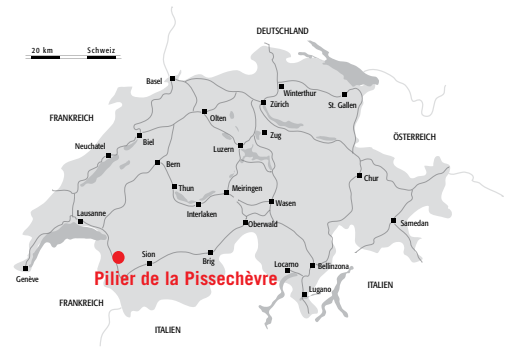 DEUTSCHLAND
20 km Schweiz
Basel
Winterthur
Zürich
St. Gallen
FRANKREICH
Olten
ÖSTERREICH
Neuchatel
Biel
Zug
Luzern
Bern
Chur
Thun
Meiringen
Wasen
Interlaken
Lausanne
Oberwald
Samedan
Sion
Brig
Locarno
Bellinzona
Genève
Pilier de la Pissechèvre
Lugano
ITALIEN
FRANKREICH
ITALIEN